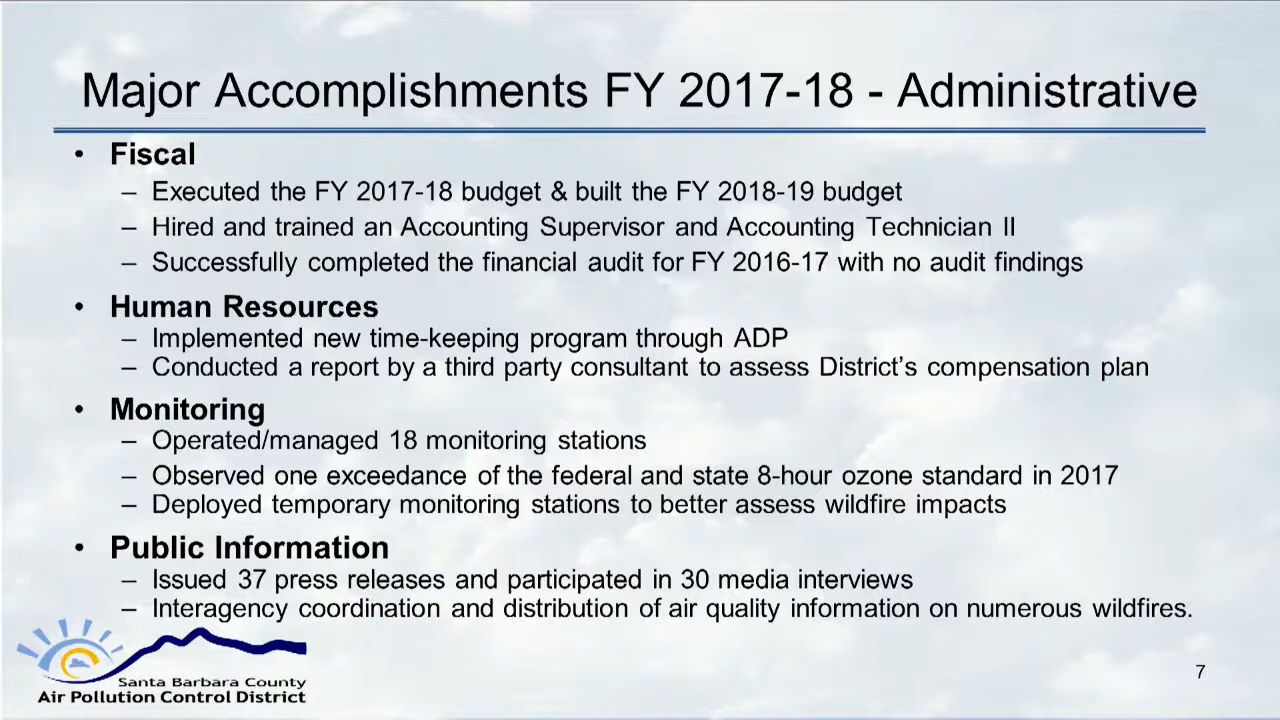 Major Accomplishments FY 2017-18 - Administrative
• Fiscal
– Executed the FY 2017-18 budget & built the FY 2018-19 budget
– Hired and trained an Accounting Supervisor and Accounting Technician II
– Successfully completed the financial audit for FY 2016-17 with no audit findings
• Human Resources
– Implemented new time-keeping program through ADP
– Conducted a report by a third party consultant to assess District's compensation plan
• Monitoring
– Operated/managed 18 monitoring stations
– Observed one exceedance of the federal and state 8-hour ozone standard in 2017
– Deployed temporary monitoring stations to better assess wildfire impacts
• Public Information
– Issued 37 press releases and participated in 30 media interviews
– Interagency coordination and distribution of air quality information on numerous wildfires.
Santa Barbara County
Air Pollution Control District
7